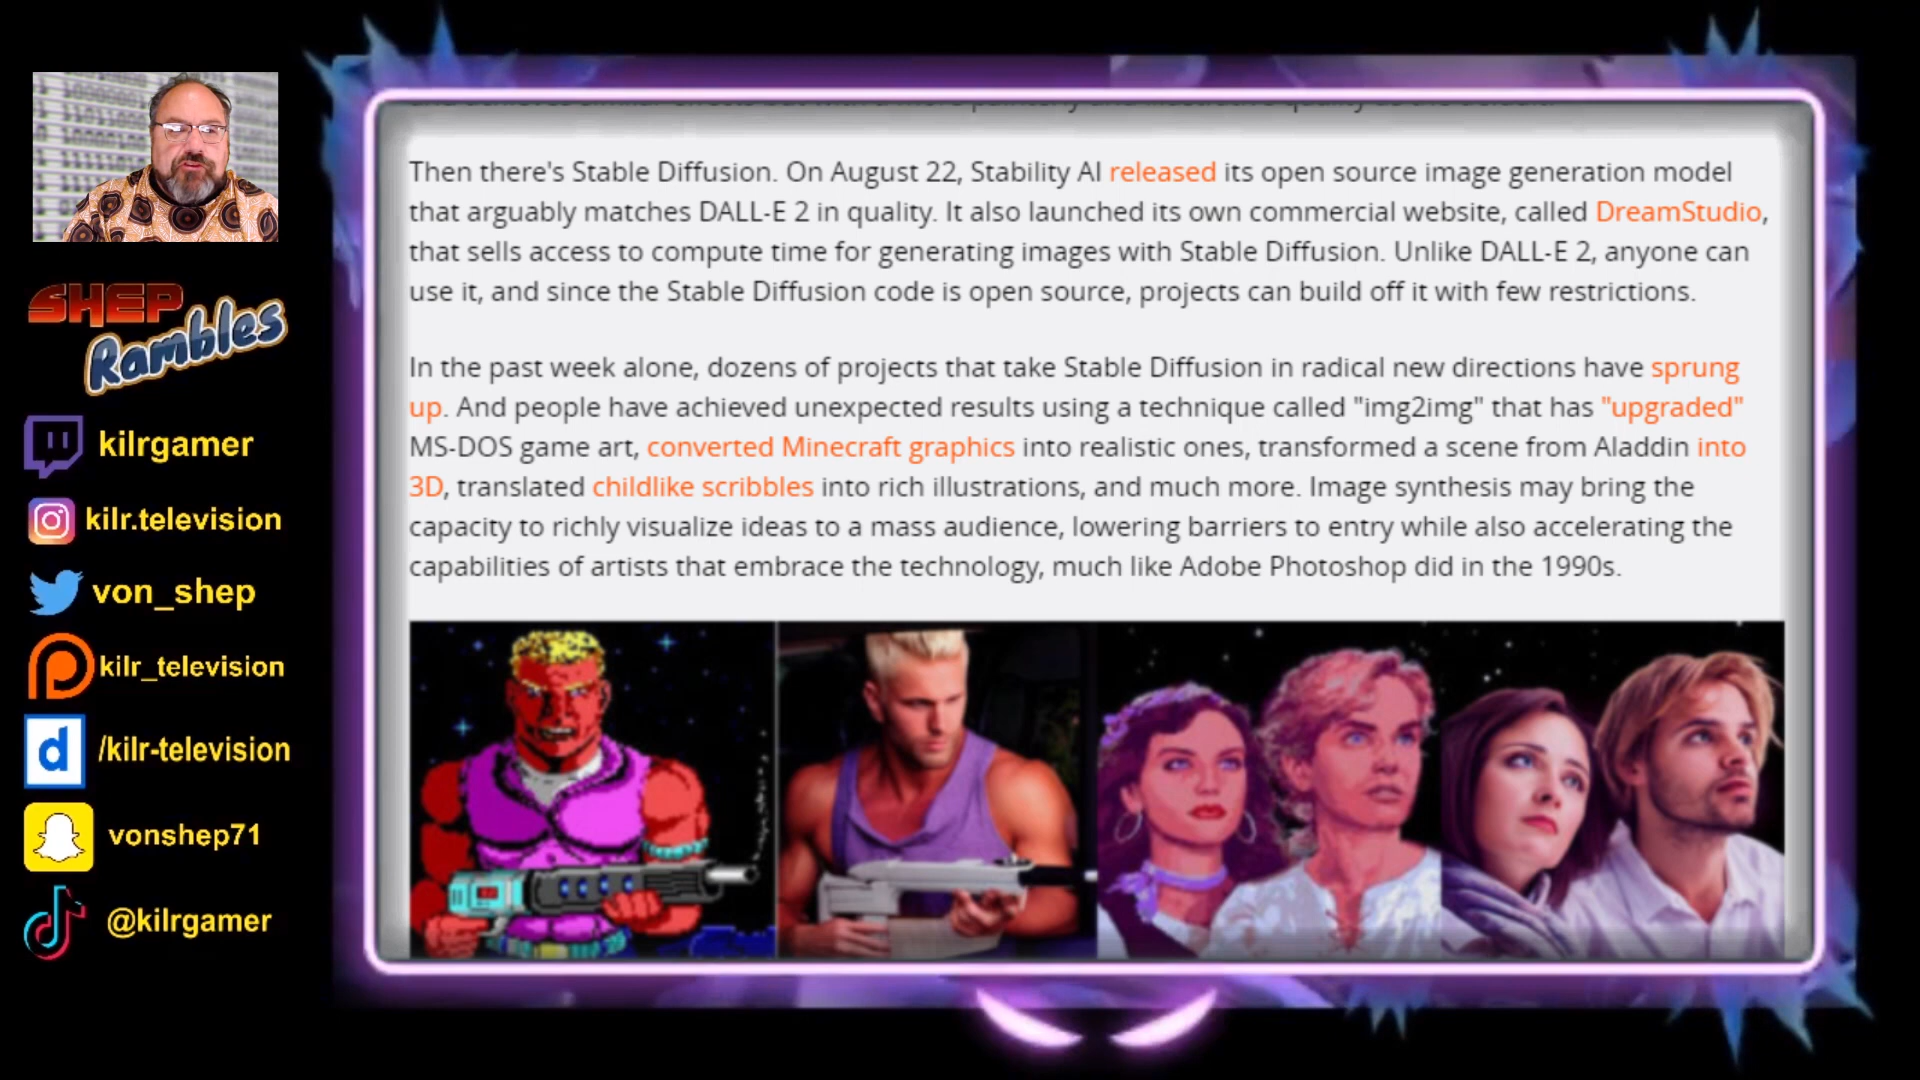 SHEP
Rambles
kilrgamer
kilr.television
von_shep
kilr_television
d
/kilr-television
vonshep71
@kilrgamer
Then there's Stable Diffusion. On August 22, Stability AI released its open source image generation model
that arguably matches DALL-E 2 in quality. It also launched its own commercial website, called DreamStudio,
that sells access to compute time for generating images with Stable Diffusion. Unlike DALL-E 2, anyone can
use it, and since the Stable Diffusion code is open source, projects can build off it with few restrictions.
In the past week alone, dozens of projects that take Stable Diffusion in radical new directions have sprung
up. And people have achieved unexpected results using a technique called "img2img" that has "upgraded"
MS-DOS game art, converted Minecraft graphics into realistic ones, transformed a scene from Aladdin into
3D, translated childlike scribbles into rich illustrations, and much more. Image synthesis may bring the
capacity to richly visualize ideas to a mass audience, lowering barriers to entry while also accelerating the
capabilities of artists that embrace the technology, much like Adobe Photoshop did in the 1990s.